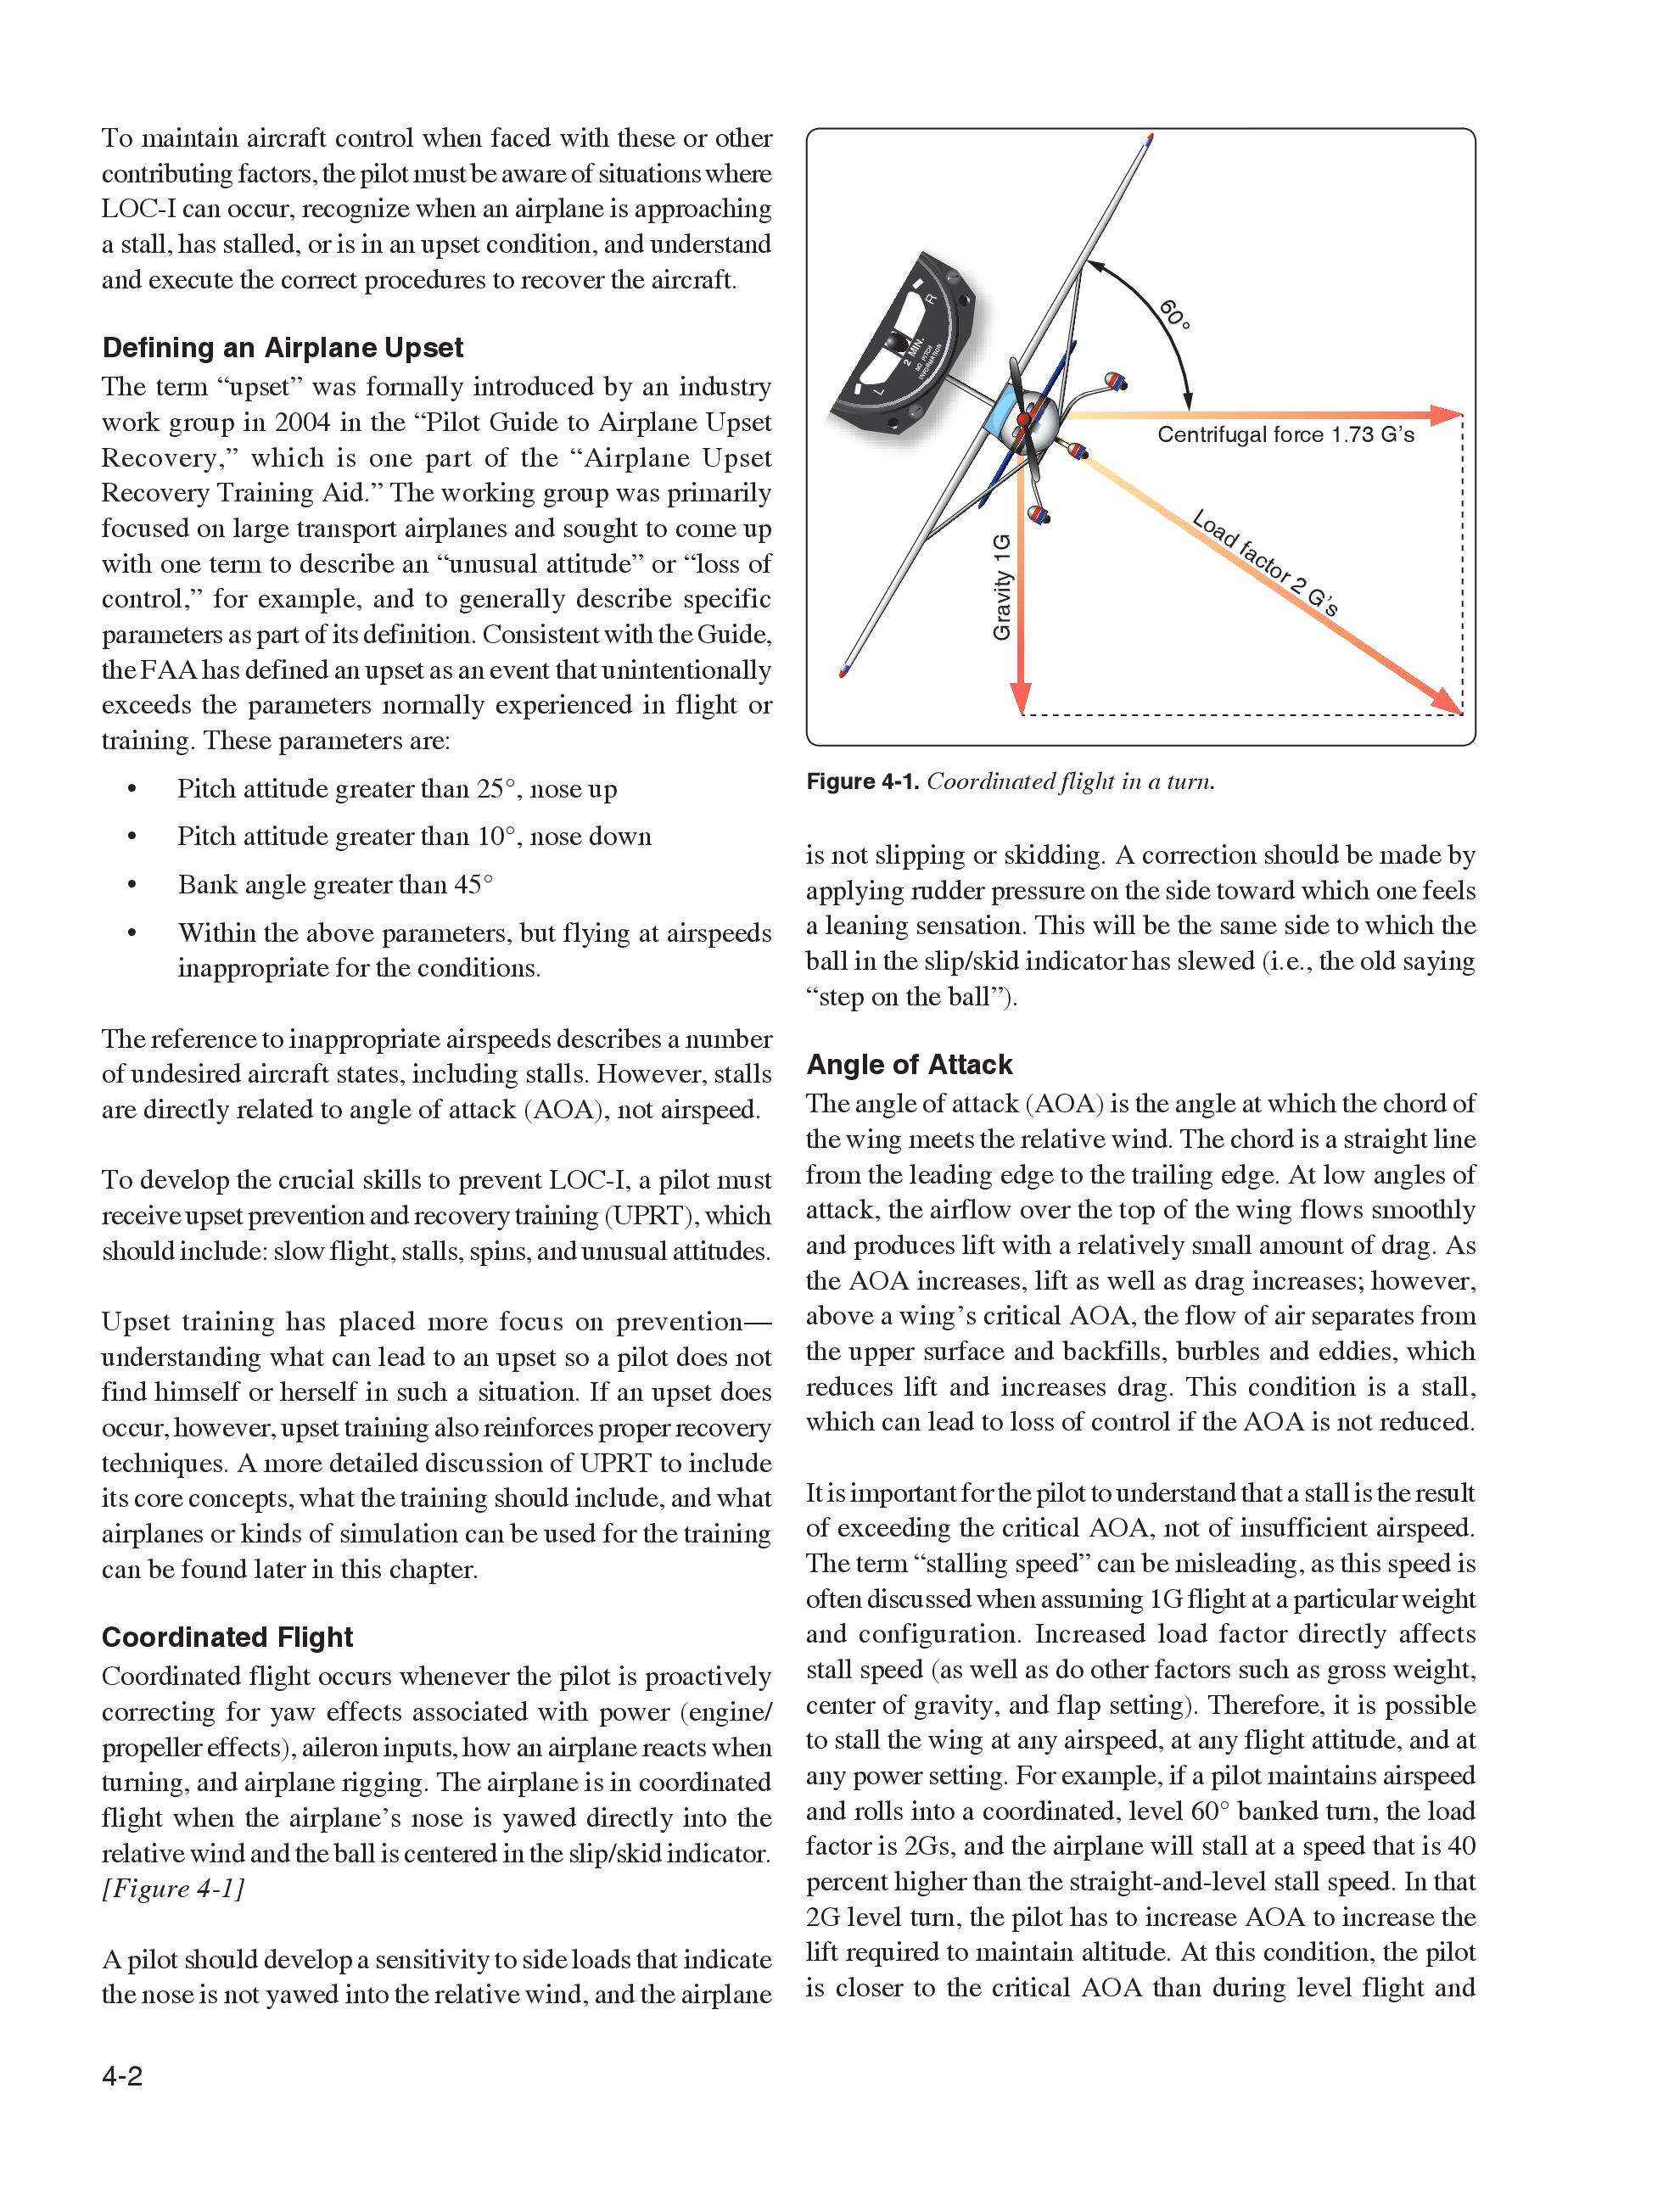 To maintain aircraft control when faced with these or other
contributing factors, the pilot must be aware of situations where
LOC-I can occur, recognize when an airplane is approaching
a stall, has stalled, or is in an upset condition, and understand
and execute the correct procedures to recover the aircraft.
Defining an Airplane Upset
The term “upset” was formally introduced by an industry
work group in 2004 in the “Pilot Guide to Airplane Upset
Recovery,” which is one part of the “Airplane Upset
Recovery Training Aid.” The working group was primarily
focused on large transport airplanes and sought to come up
with one term to describe an “unusual attitude” or “loss of
control,” for example, and to generally describe specific
parameters as part of its definition. Consistent with the Guide,
the FAA has defined an upset as an event that unintentionally
exceeds the parameters normally experienced in flight or
training. These parameters are:
• Pitch attitude greater than 25°, nose up
• Pitch attitude greater than 10°, nose down
• Bank angle greater than 45°
• Within the above parameters, but flying at airspeeds
inappropriate for the conditions.
The reference to inappropriate airspeeds describes a number
of undesired aircraft states, including stalls. However, stalls
are directly related to angle of attack (AOA), not airspeed.
To develop the crucial skills to prevent LOC-I, a pilot must
receive upset prevention and recovery training (UPRT), which
should include: slow flight, stalls, spins, and unusual attitudes.
Upset training has placed more focus on prevention—
understanding what can lead to an upset so a pilot does not
find himself or herself in such a situation. If an upset does
occur, however, upset training also reinforces proper recovery
techniques. A more detailed discussion of UPRT to include
its core concepts, what the training should include, and what
airplanes or kinds of simulation can be used for the training
can be found later in this chapter.
Coordinated Flight
Coordinated flight occurs whenever the pilot is proactively
correcting for yaw effects associated with power (engine/
propeller effects), aileron inputs, how an airplane reacts when
turning, and airplane rigging. The airplane is in coordinated
flight when the airplane’s nose is yawed directly into the
relative wind and the ball is centered in the slip/skid indicator.
[Figure 4-1]
A pilot should develop a sensitivity to side loads that indicate
the nose is not yawed into the relative wind, and the airplane
L
R
2 MIN.
NO PITCH
INFORMATION
60°
Centrifugal force 1.73 G’s
Load factor 2 G’s
Gravity 1G
Figure 4-1. Coordinated flight in a turn.
is not slipping or skidding. A correction should be made by
applying rudder pressure on the side toward which one feels
a leaning sensation. This will be the same side to which the
ball in the slip/skid indicator has slewed (i.e., the old saying
“step on the ball”).
Angle of Attack
The angle of attack (AOA) is the angle at which the chord of
the wing meets the relative wind. The chord is a straight line
from the leading edge to the trailing edge. At low angles of
attack, the airflow over the top of the wing flows smoothly
and produces lift with a relatively small amount of drag. As
the AOA increases, lift as well as drag increases; however,
above a wing’s critical AOA, the flow of air separates from
the upper surface and backfills, burbles and eddies, which
reduces lift and increases drag. This condition is a stall,
which can lead to loss of control if the AOA is not reduced.
It is important for the pilot to understand that a stall is the result
of exceeding the critical AOA, not of insufficient airspeed.
The term “stalling speed” can be misleading, as this speed is
often discussed when assuming 1G flight at a particular weight
and configuration. Increased load factor directly affects
stall speed (as well as do other factors such as gross weight,
center of gravity, and flap setting). Therefore, it is possible
to stall the wing at any airspeed, at any flight attitude, and at
any power setting. For example, if a pilot maintains airspeed
and rolls into a coordinated, level 60° banked turn, the load
factor is 2Gs, and the airplane will stall at a speed that is 40
percent higher than the straight-and-level stall speed. In that
2G level turn, the pilot has to increase AOA to increase the
lift required to maintain altitude. At this condition, the pilot
is closer to the critical AOA than during level flight and
4-2